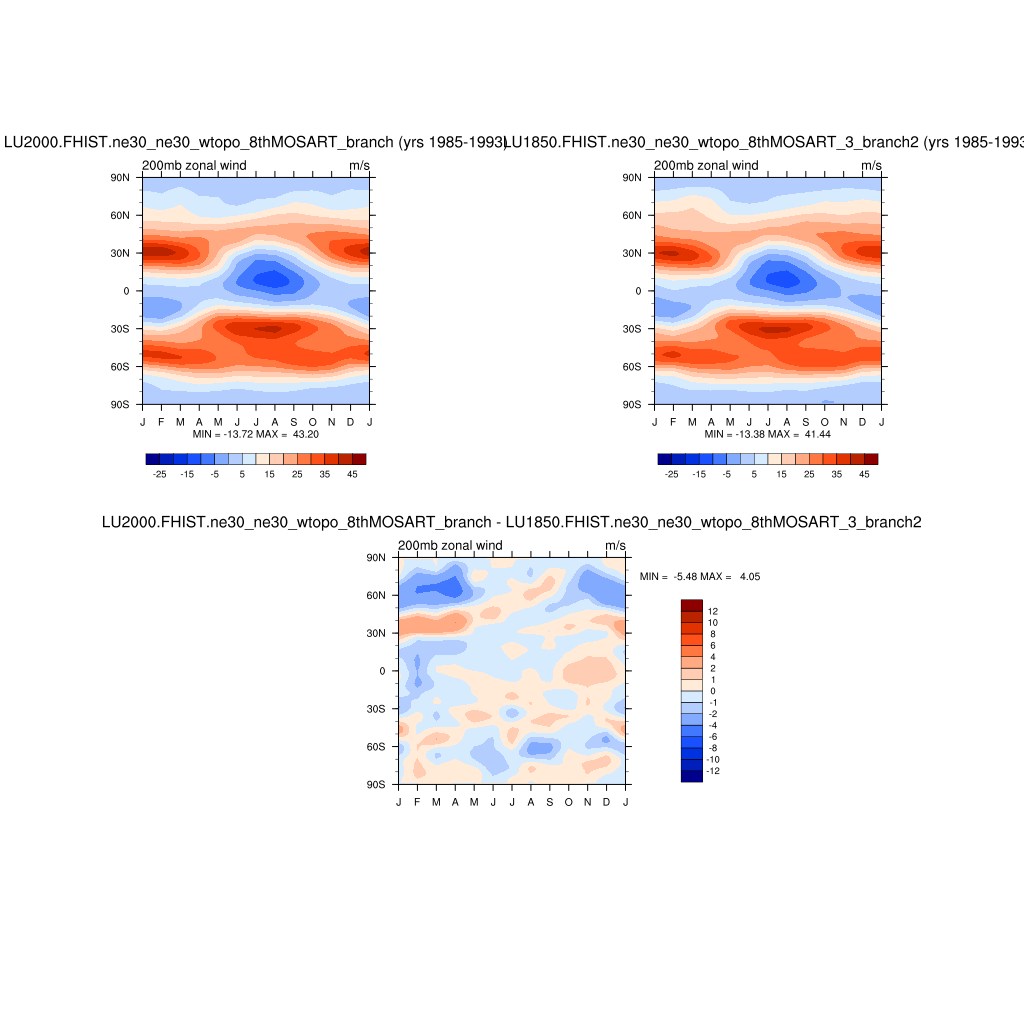 LU2000.FHIST.ne30_ne30_wtopo_8thMOSART_branch (yrs 1985-1993)
LU1850.FHIST.ne30_ne30_wtopo_8thMOSART_3_branch2 (yrs 1985-1993
200mb zonal wind m/s
90N
60N
30N
0
30S
60S
90S
J F M A M J J A S O N D J
MIN = -13.72 MAX = 43.20
-25 -15 -5 5 15 25 35 45
200mb zonal wind m/s
90N
60N
30N
0
30S
60S
90S
J F M A M J J A S O N D J
MIN = -13.38 MAX = 41.44
-25 -15 -5 5 15 25 35 45
LU2000.FHIST.ne30_ne30_wtopo_8thMOSART_branch - LU1850.FHIST.ne30_ne30_wtopo_8thMOSART_3_branch2
200mb zonal wind m/s
90N
60N
30N
0
30S
60S
90S
J F M A M J J A S O N D J
MIN = -5.48 MAX = 4.05
12
10
8
6
4
2
1
0
-1
-2
-4
-6
-8
-10
-12